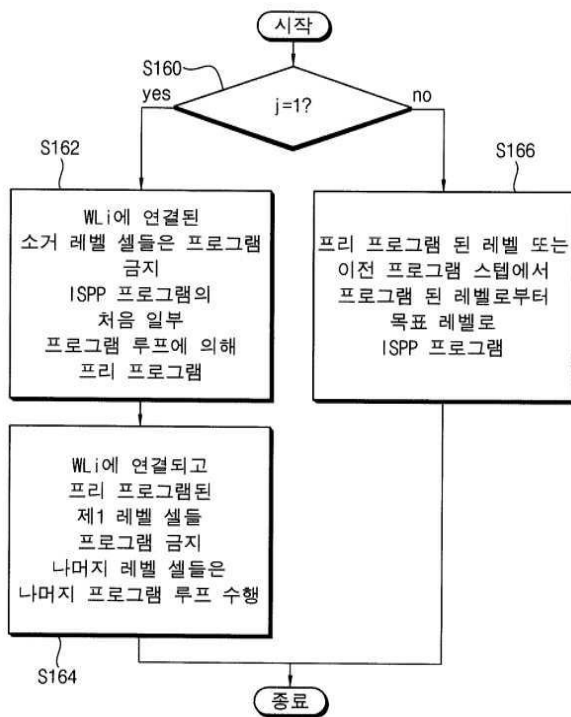 시작
S160
j=1?
yes
no
S162
WLi에 연결된
소거 레벨 셀들은 프로그램
금지
ISPP 프로그램의
처음 일부
프로그램 루프에 의해
프리 프로그램
S166
프리 프로그램 된 레벨 또는
이전 프로그램 스텝에서
프로그램 된 레벨로부터
목표 레벨로
ISPP 프로그램
WLi에 연결되고
프리 프로그램된
제1 레벨 셀들
프로그램 금지
나머지 레벨 셀들은
나머지 프로그램 루프 수행
S164
종료